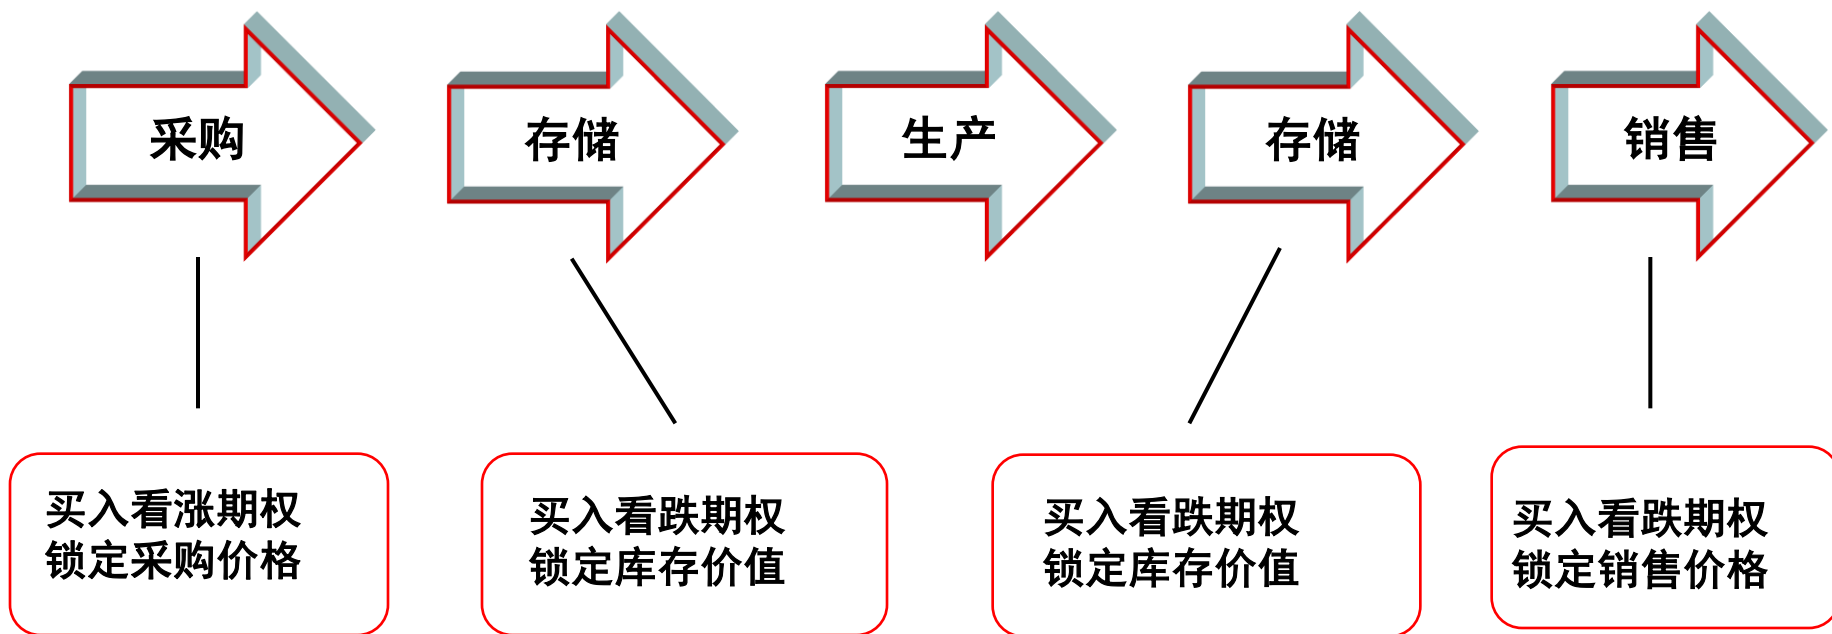 采购
存储
生产
存储
销售
买入看涨期权
锁定采购价格
买入看跌期权
锁定库存价值
买入看跌期权
锁定库存价值
买入看跌期权
锁定销售价格